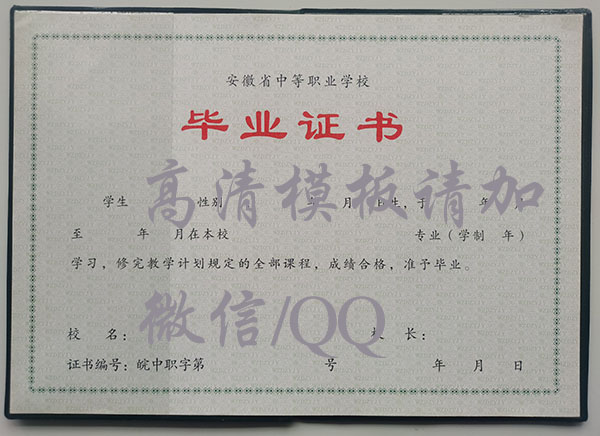 安徽省中等职业学校
毕业证书
高清模板请加
学生 性别 年 月 生，于 年
至 年 月在本校 专业（学制 年）
学习，修完教学计划规定的全部课程，成绩合格，准予毕业。
微信/QQ
校 名： 校 长：
证书编号：皖中职字第 号 年 月 日